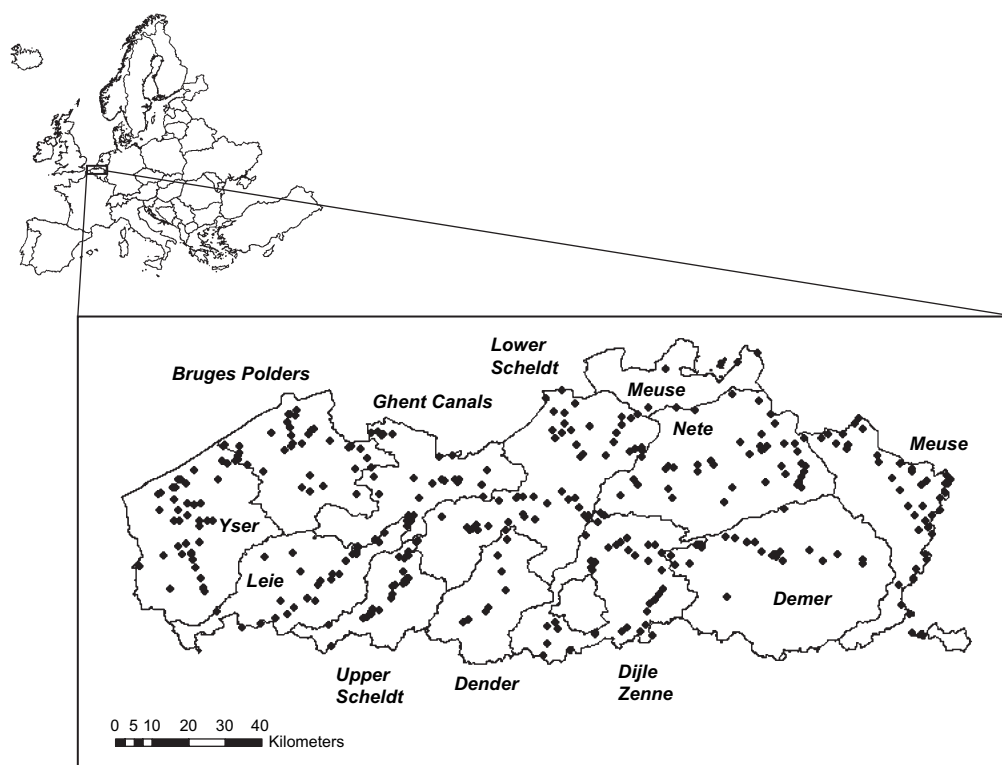 Lower
Scheldt
Bruges Polders
Meuse
Ghent Canals
Nete
Meuse
Yser
Leie
Demer
Upper
Scheldt
Dender
Dijle
Zenne
0 5 10 20 30 40
Kilometers